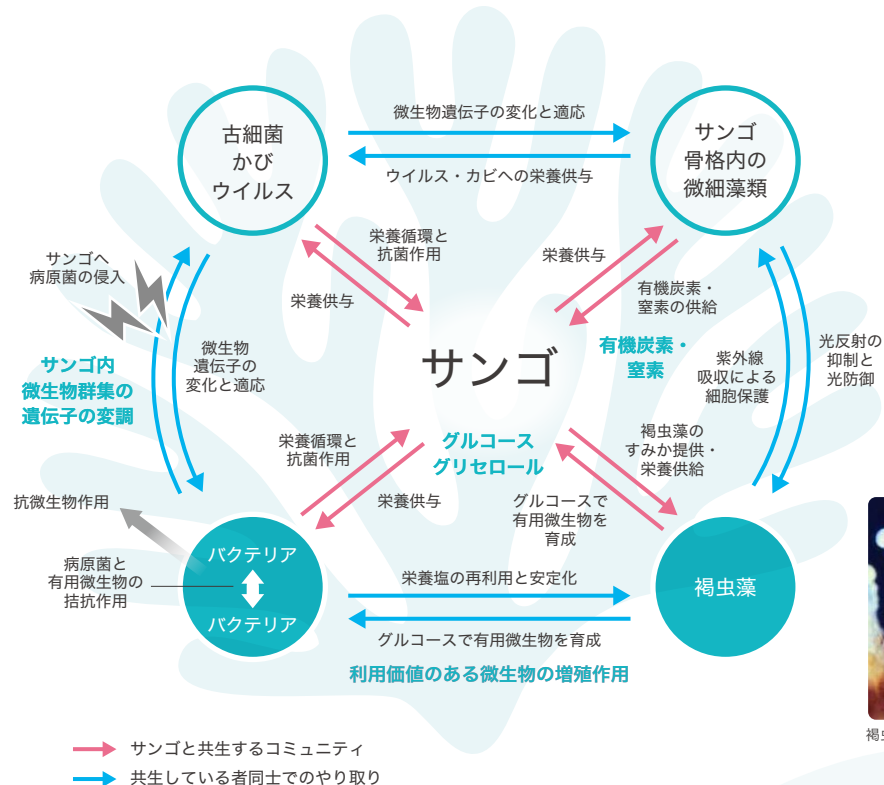 微生物遺伝子の変化と適応
古細菌
かび
ウイルス
サンゴ
骨格内の
微細藻類
ウイルス・カビへの栄養供与
サンゴへ
病原菌の侵入
栄養循環と
抗菌作用
栄養供与
栄養供与
有機炭素・
窒素の供給
サンゴ
有機炭素・
窒素
微生物
遺伝子の
変化と適応
サンゴ内
微生物群集の
遺伝子の変調
紫外線
吸収による
細胞保護
光反射の
抑制と
光防御
栄養循環と
抗菌作用
グルコース
グリセロール
褐虫藻の
すみか提供・
栄養供給
栄養供与
グルコースで
有用微生物を
育成
抗微生物作用
病原菌と
有用微生物の
拮抗作用
バクテリア
バクテリア
栄養塩の再利用と安定化
褐虫藻
グルコースで有用微生物を育成
利用価値のある微生物の増殖作用
サンゴと共生するコミュニティ
共生している者同士でのやり取り